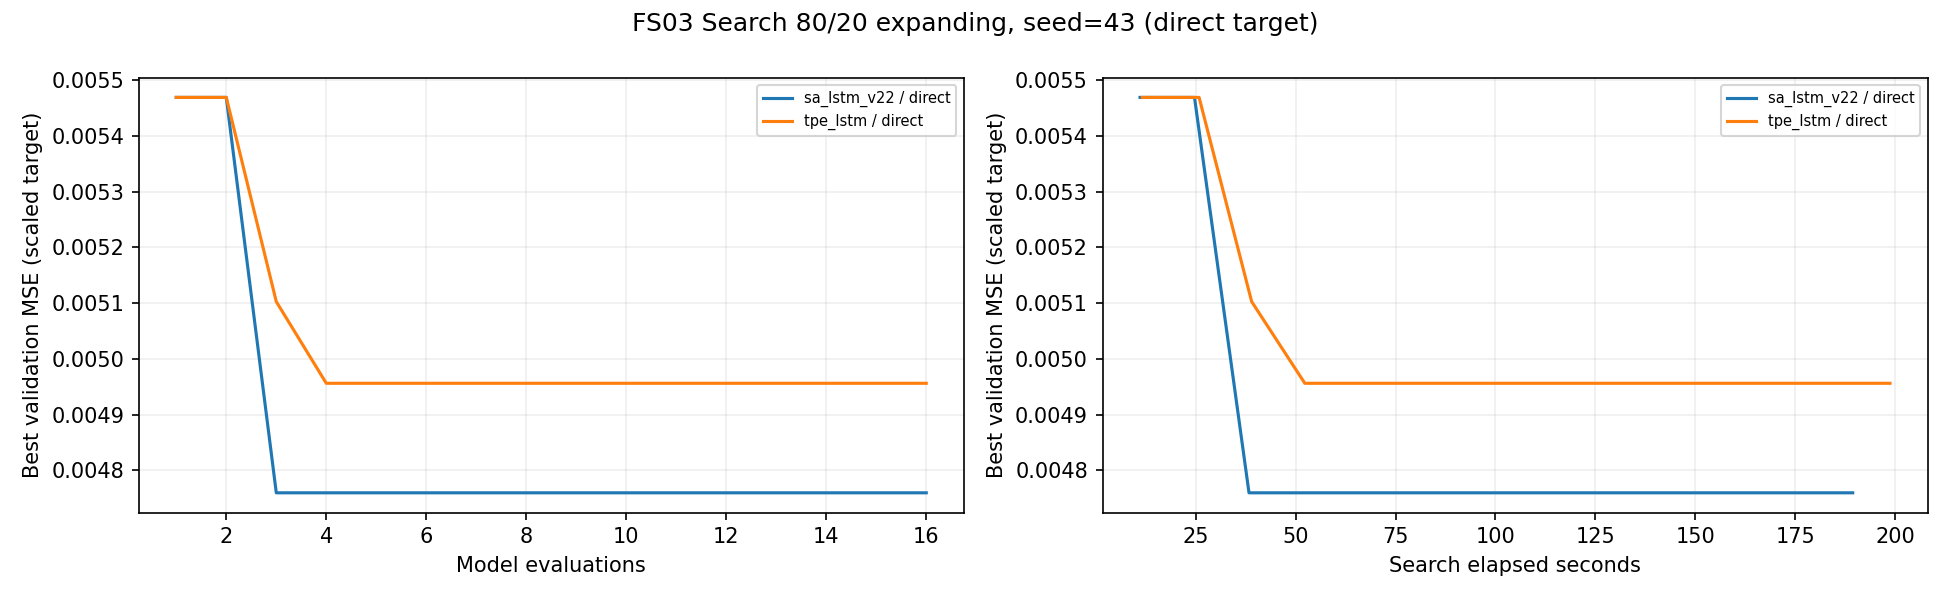 FS03 Search 80/20 expanding, seed=43 (direct target)
Best validation MSE (scaled target)
0.0055
0.0054
0.0053
0.0052
0.0051
0.0050
0.0049
0.0048
sa_lstm_v22 / direct
tpe_lstm / direct
2 4 6 8 10 12 14 16
Model evaluations
Best validation MSE (scaled target)
0.0055
0.0054
0.0053
0.0052
0.0051
0.0050
0.0049
0.0048
sa_lstm_v22 / direct
tpe_lstm / direct
25 50 75 100 125 150 175 200
Search elapsed seconds